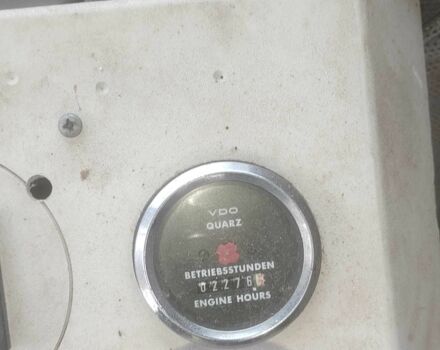 VDO
QUARZ
BETRIEBSSTUNDEN
02276
ENGINE HOURS